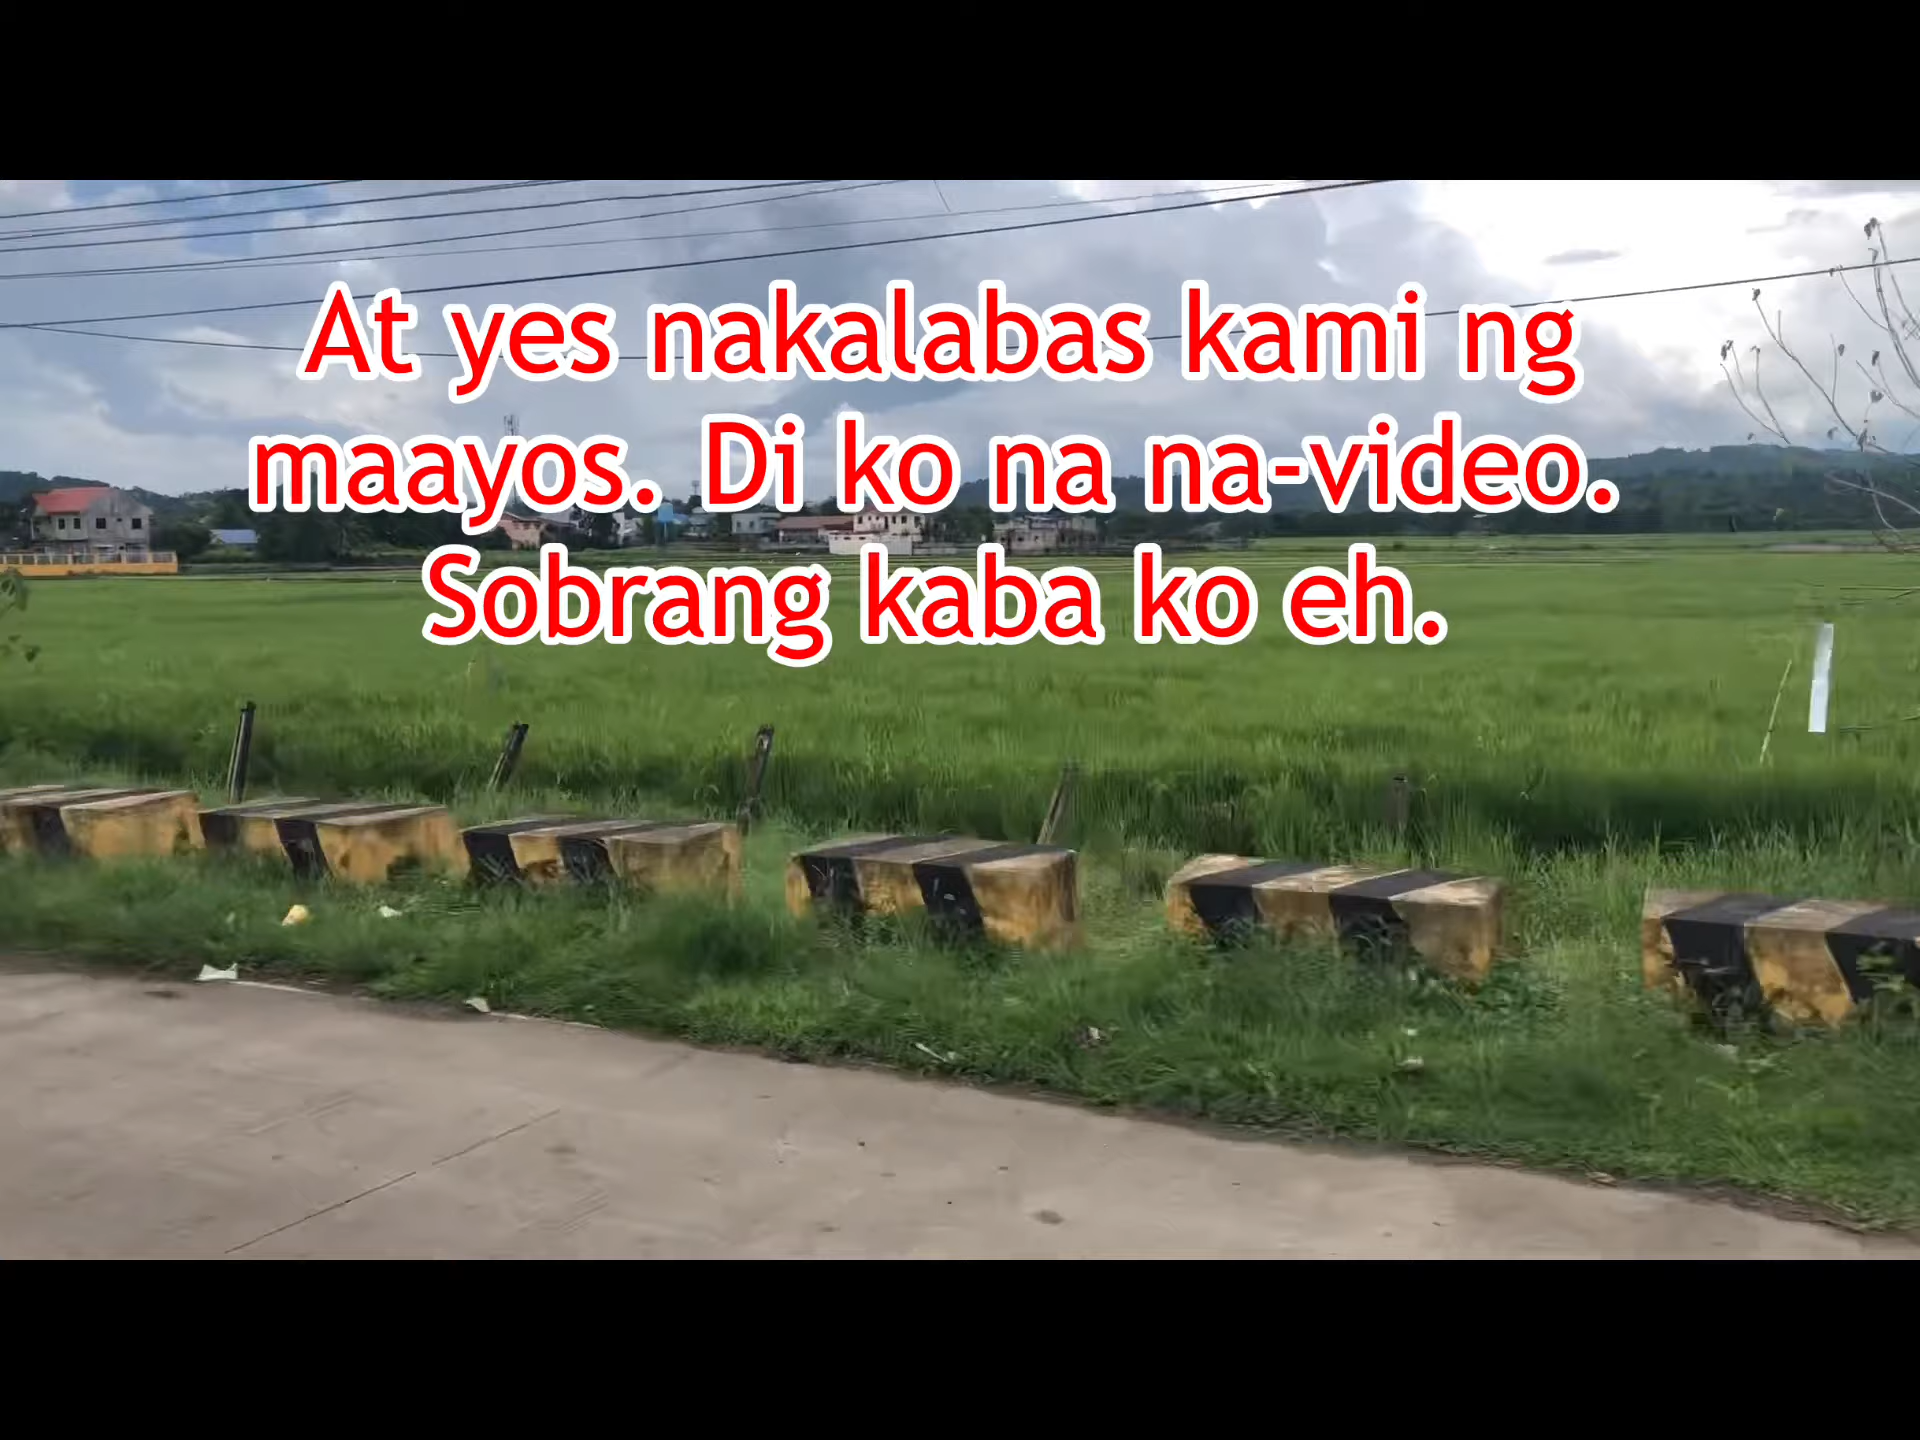 At yes nakalabas kami ng
maayos. Di ko na na-video.
Sobrang kaba ko eh.